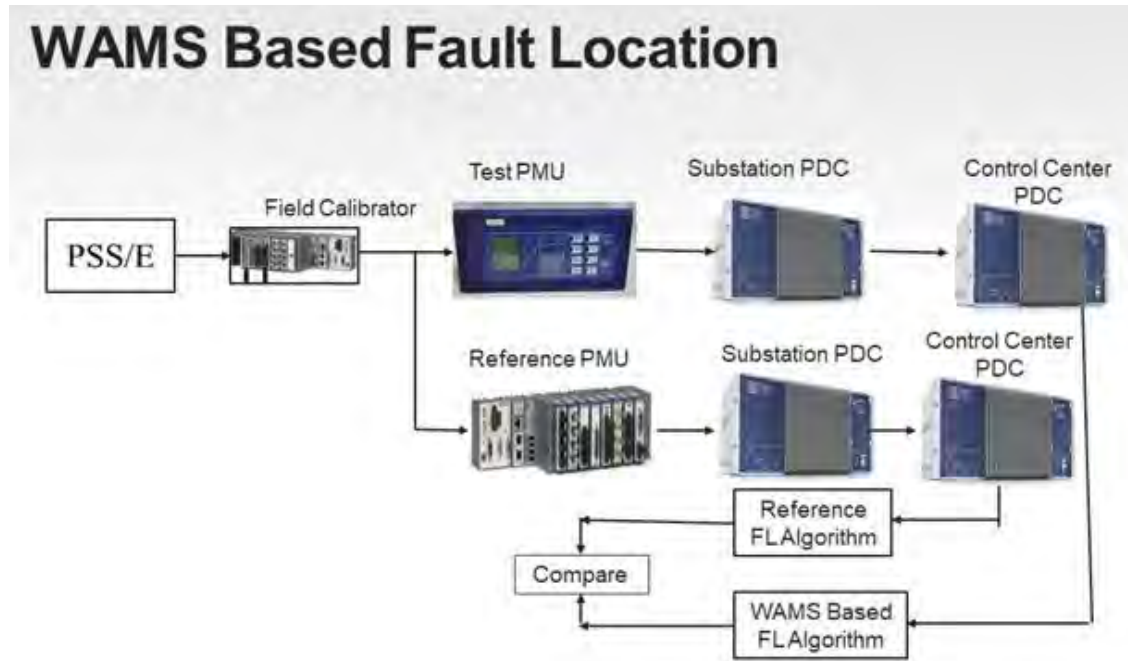 WAMS Based Fault Location
Test PMU
Substation PDC
Control Center
PDC
Field Calibrator
PSS/E
Reference PMU
Substation PDC
Control Center
PDC
Reference
FL Algorithm
Compare
WAMS Based
FL Algorithm